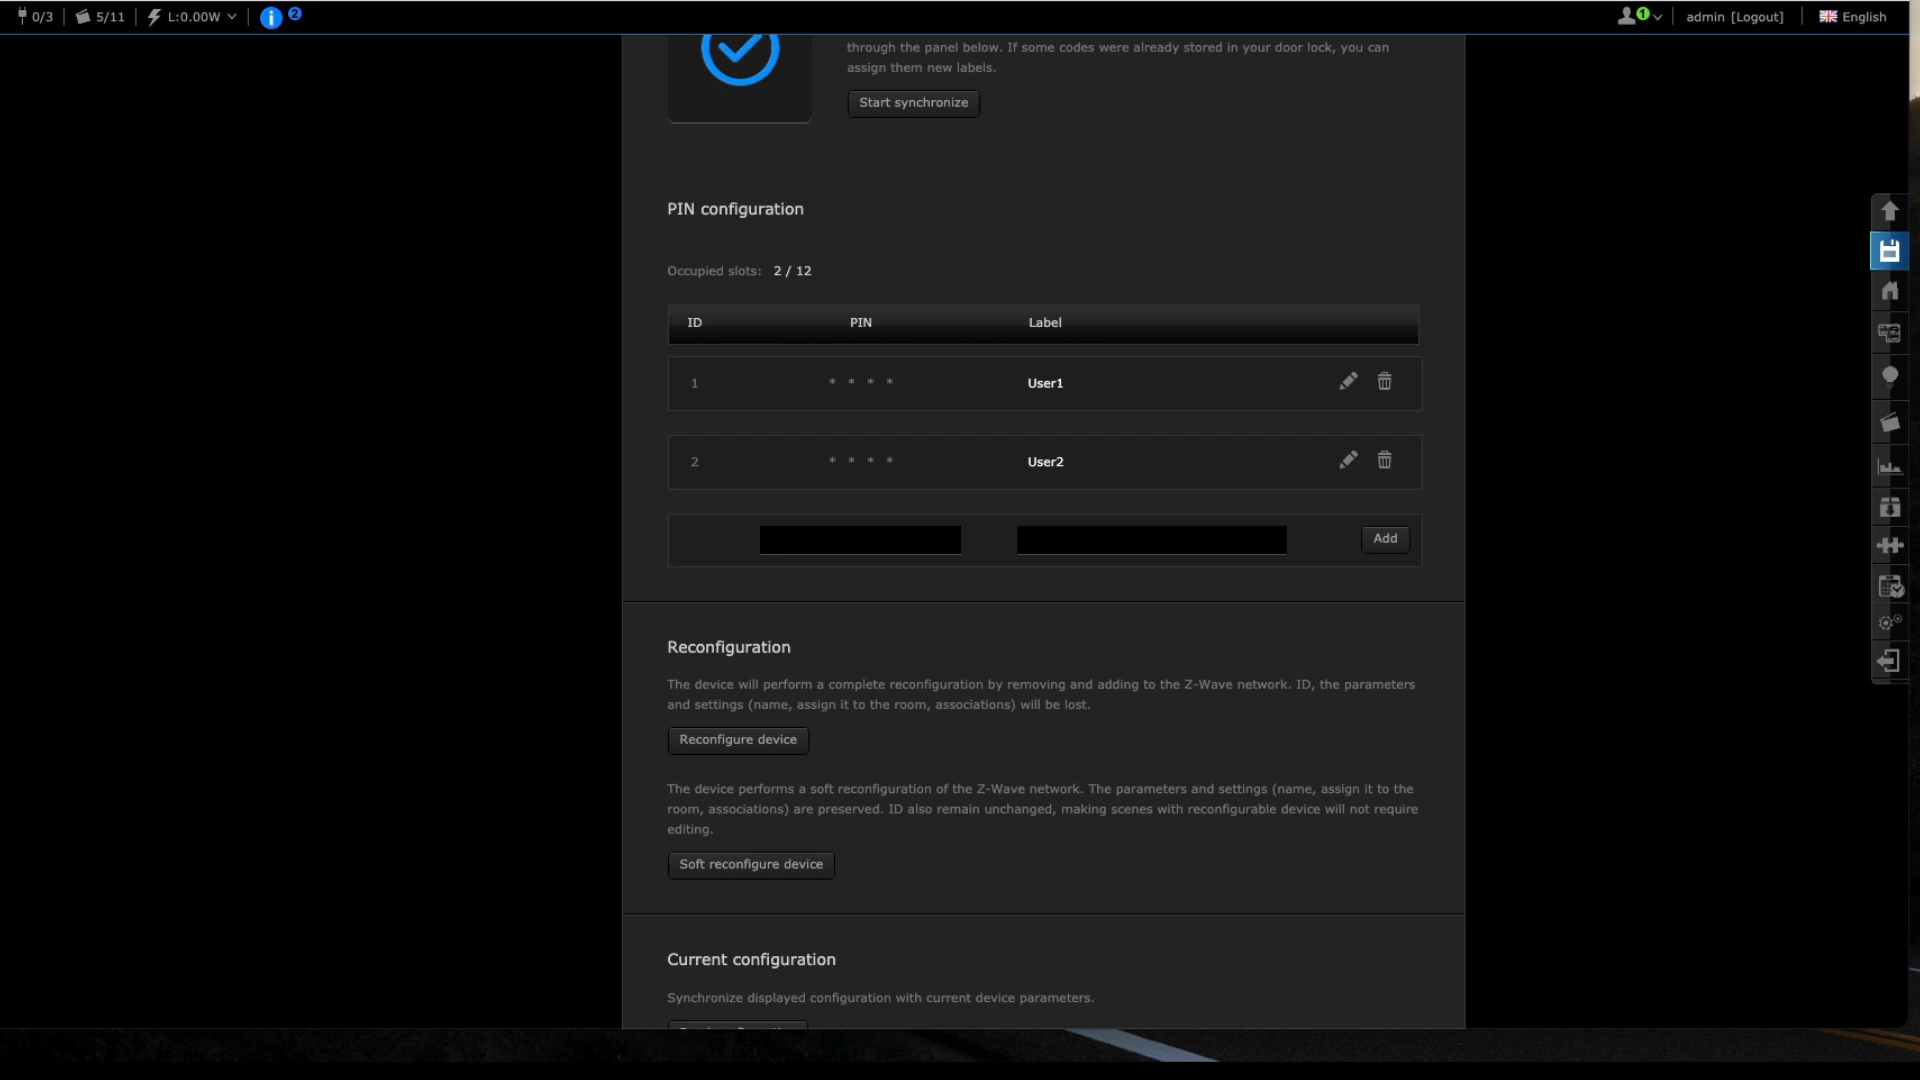 0/3 5/11 L:0.00W 2 1 admin [Logout] English
through the panel below. If some codes were already stored in your door lock, you can
assign them new labels.
Start synchronize
PIN configuration
Occupied slots: 2 / 12
ID PIN Label
1 * * * * User1
2 * * * * User2
Add
Reconfiguration
The device will perform a complete reconfiguration by removing and adding to the Z-Wave network. ID, the parameters
and settings (name, assign it to the room, associations) will be lost.
Reconfigure device
The device performs a soft reconfiguration of the Z-Wave network. The parameters and settings (name, assign it to the
room, associations) are preserved. ID also remain unchanged, making scenes with reconfigurable device will not require
editing.
Soft reconfigure device
Current configuration
Synchronize displayed configuration with current device parameters.